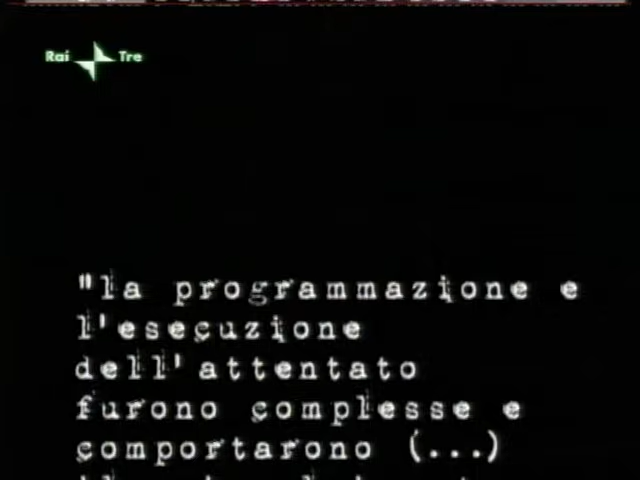 Rai Tre
"la programmazione e
l'esecuzione
dell'attentato
furono complesse e
comportarono (...)